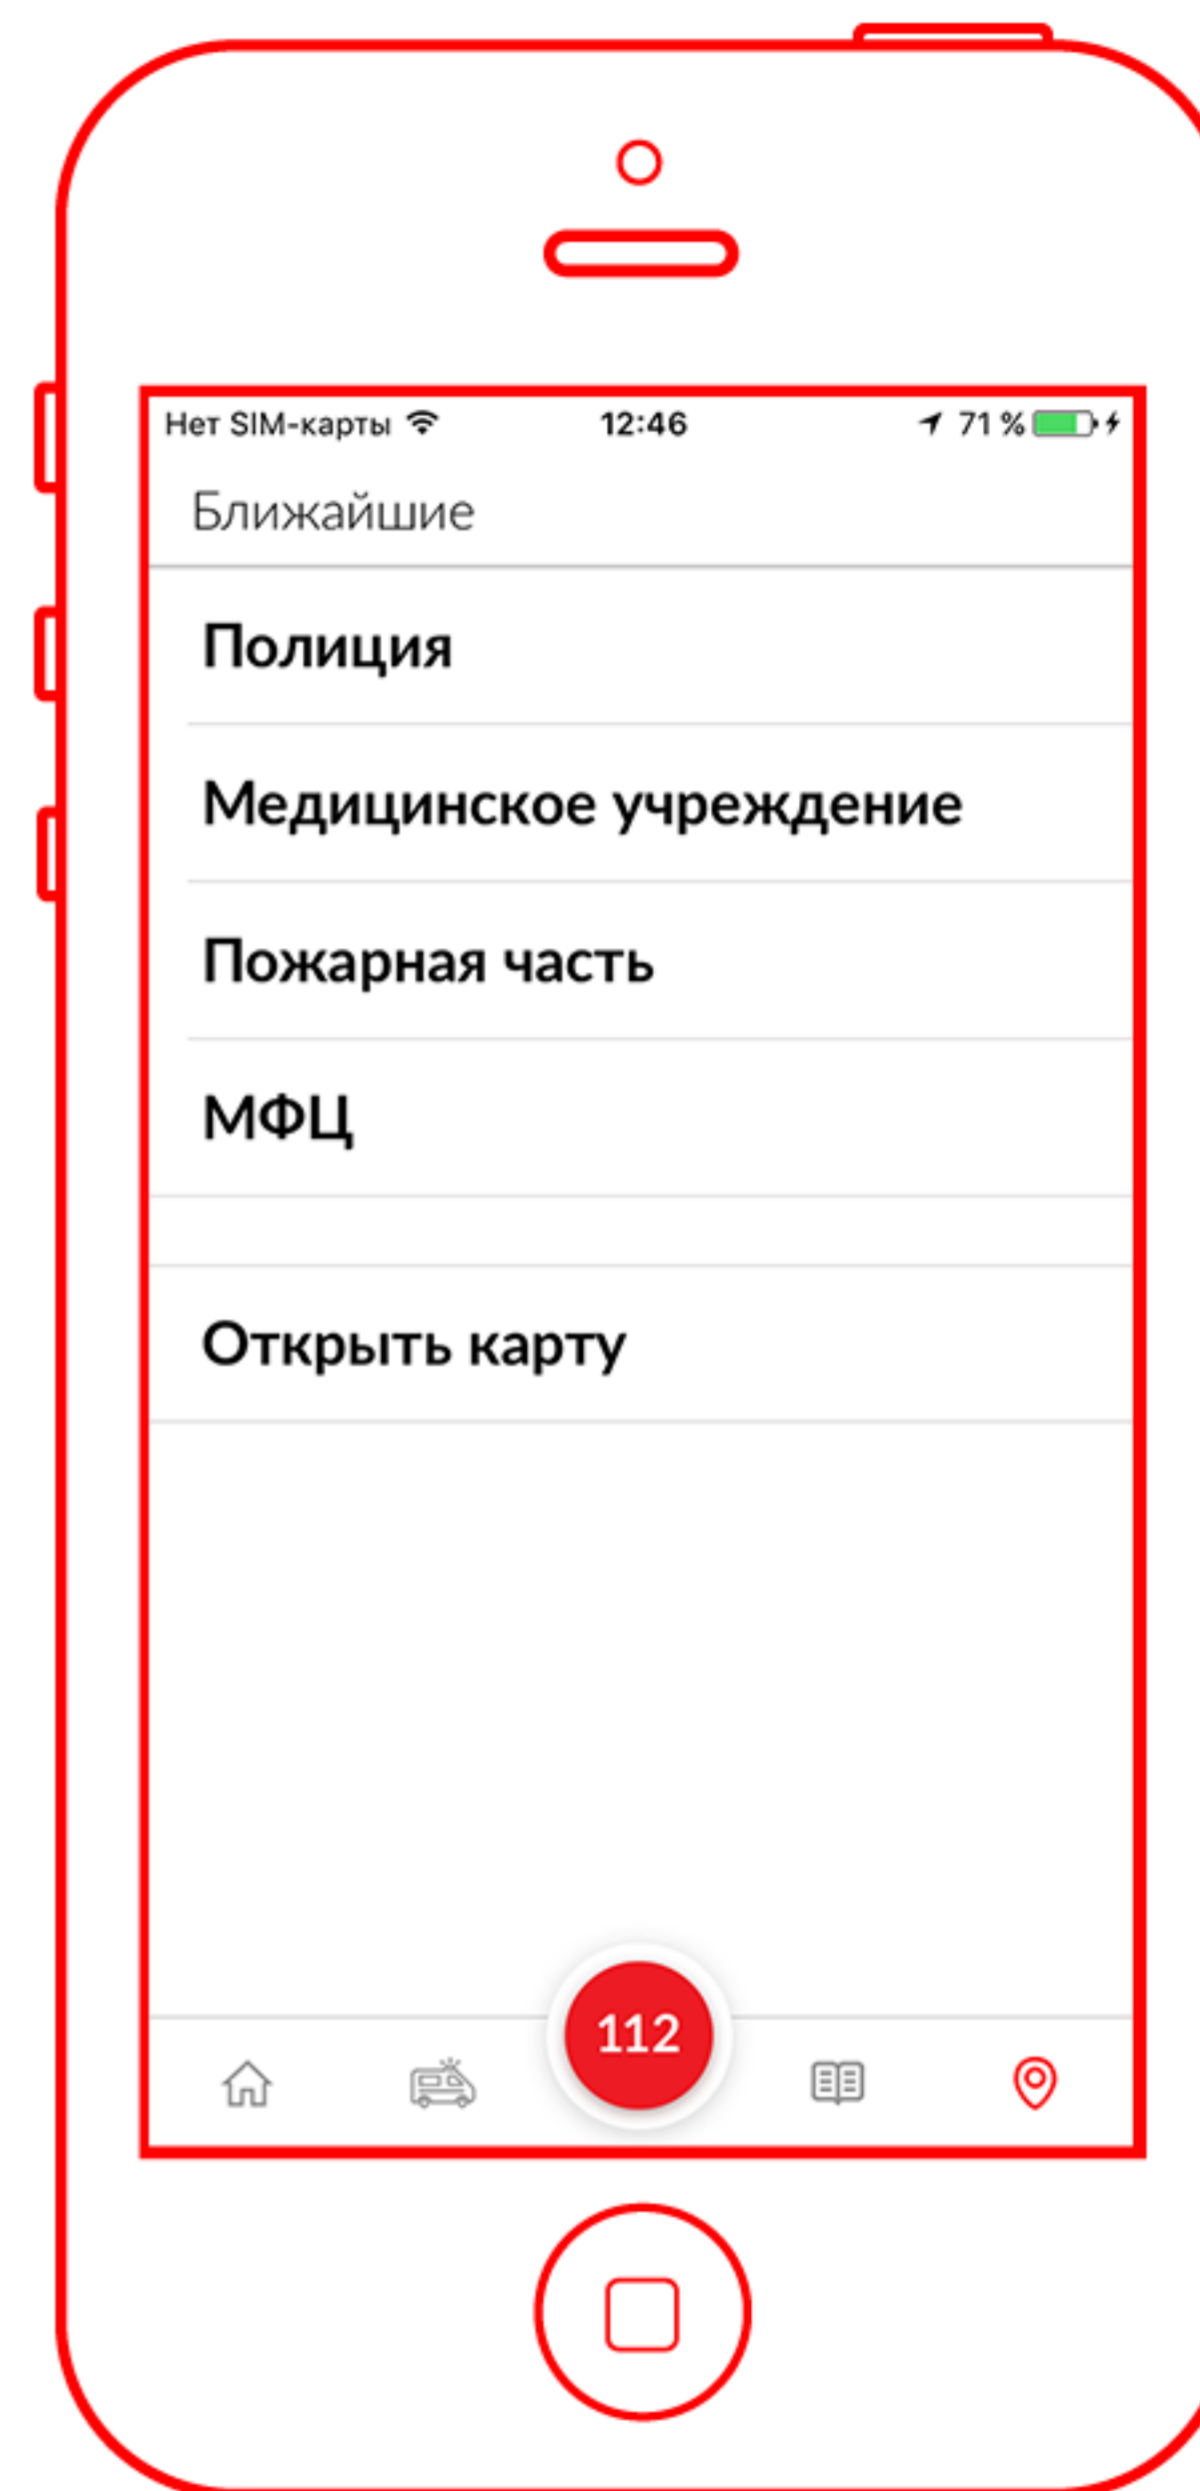 Нет SIM-карты 12:46 71 %
Ближайшие
Полиция
Медицинское учреждение
Пожарная часть
МФЦ
Открыть карту
112